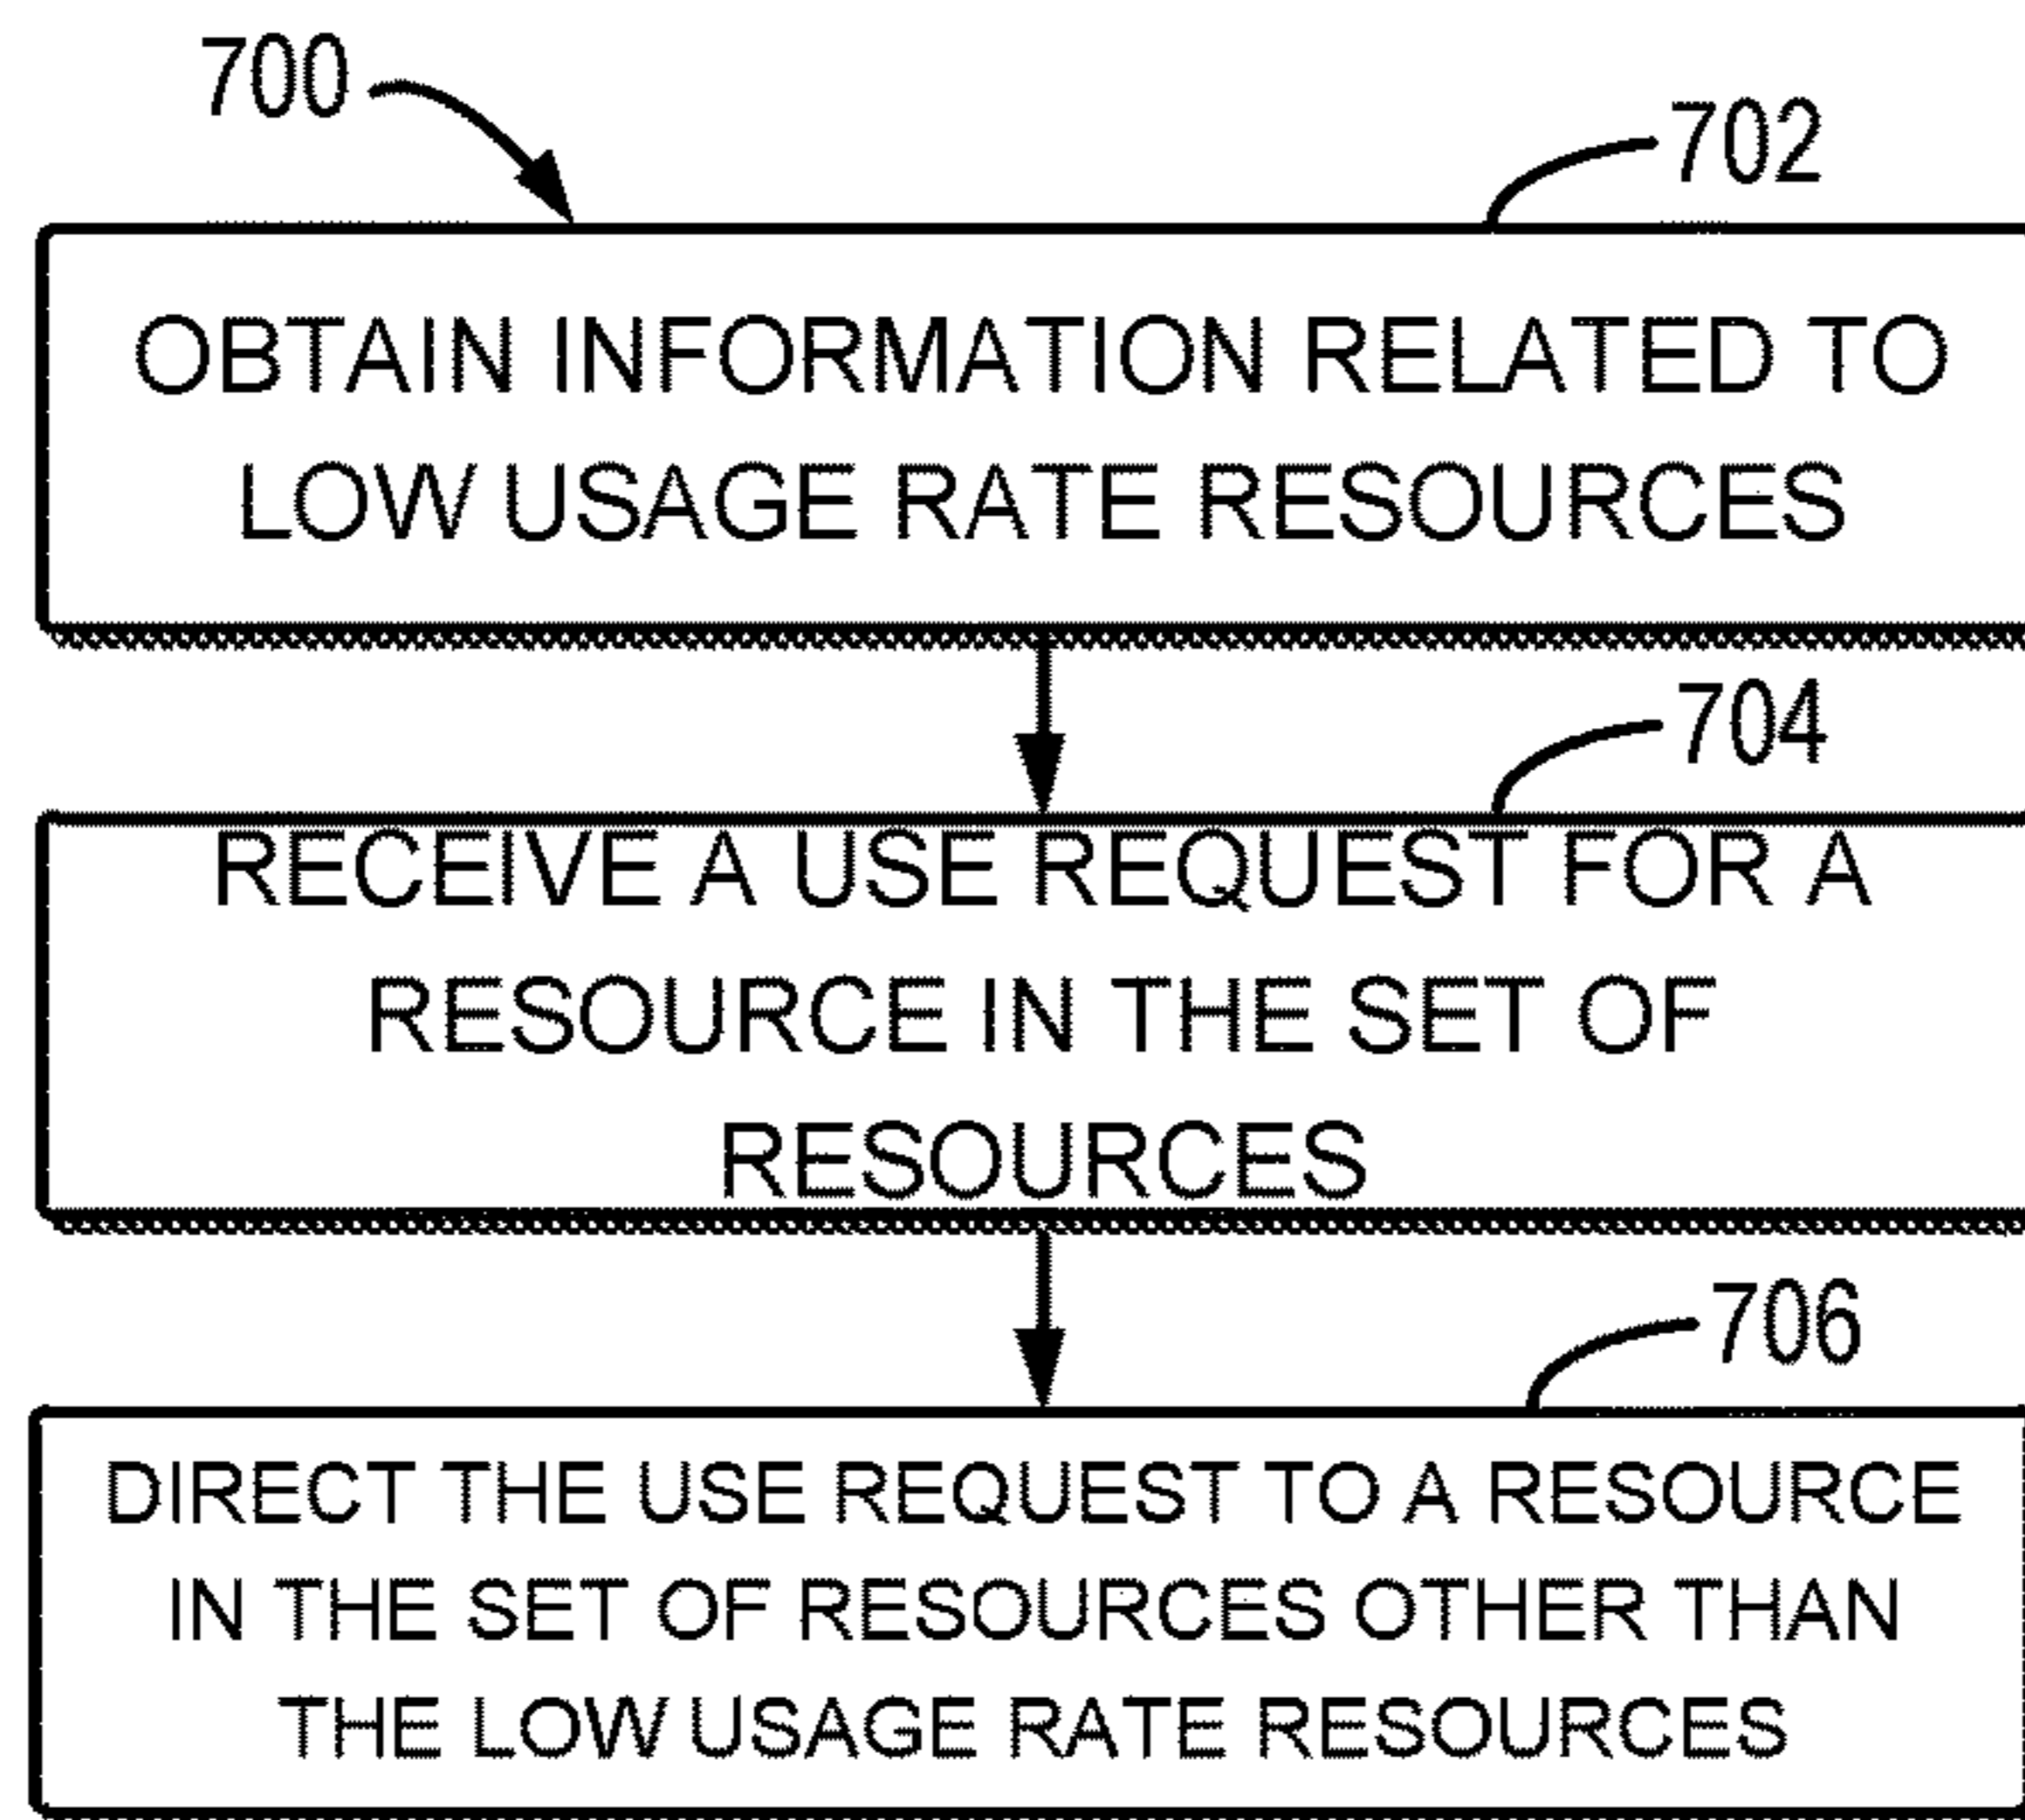 700
702
OBTAIN INFORMATION RELATED TO
LOW USAGE RATE RESOURCES
704
RECEIVE A USE REQUEST FOR A
RESOURCE IN THE SET OF
RESOURCES
706
DIRECT THE USE REQUEST TO A RESOURCE
IN THE SET OF RESOURCES OTHER THAN
THE LOW USAGE RATE RESOURCES